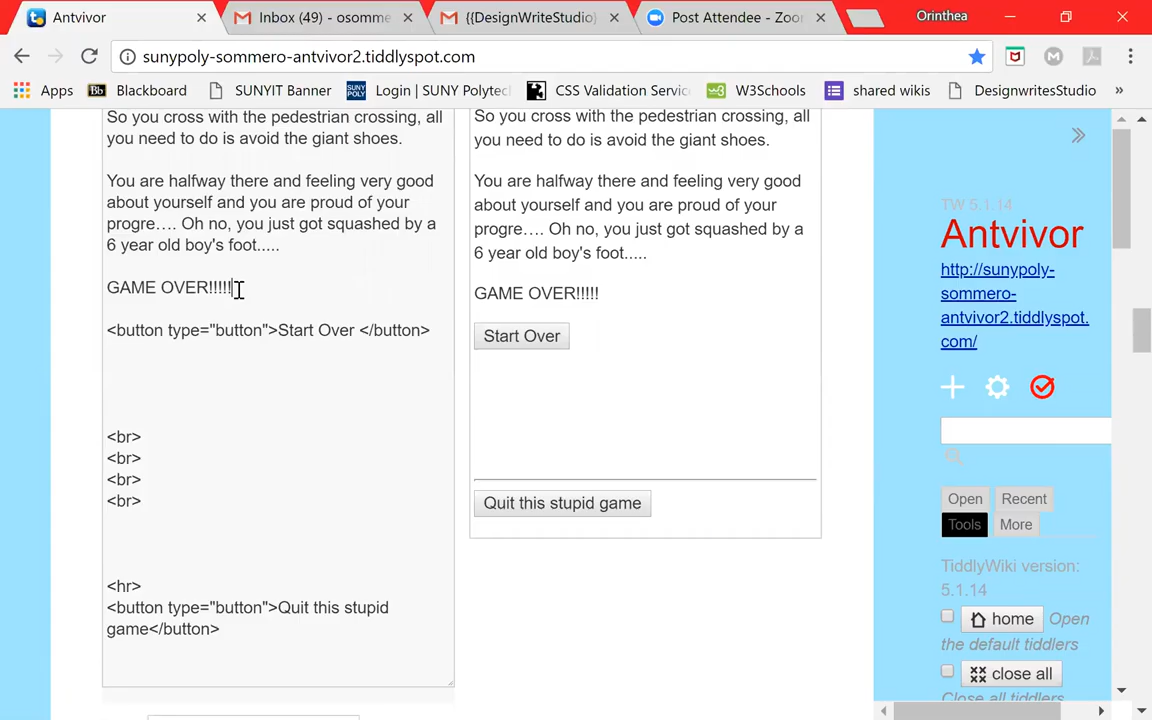 Antvivor
Inbox (49) - osomme
{{DesignWriteStudio}
Post Attendee - Zoo
Orinthea
sunypoly-sommero-antvivor2.tiddlyspot.com
Apps
Bb
Blackboard
SUNYIT Banner
SUNY POLY
Login | SUNY Polytec
CSS Validation Servic
W3Schools
shared wikis
DesignwritesStudio
»
So you cross with the pedestrian crossing, all
you need to do is avoid the giant shoes.
You are halfway there and feeling very good
about yourself and you are proud of your
progre…. Oh no, you just got squashed by a
6 year old boy's foot.....
GAME OVER!!!!!
<button type="button">Start Over </button>
<br>
<br>
<br>
<br>
<hr>
<button type="button">Quit this stupid
game</button>
So you cross with the pedestrian crossing, all
you need to do is avoid the giant shoes.
You are halfway there and feeling very good
about yourself and you are proud of your
progre…. Oh no, you just got squashed by a
6 year old boy's foot.....
GAME OVER!!!!!
Start Over
Quit this stupid game
TW 5.1.14
Antvivor
http://sunypoly-
sommero-
antvivor2.tiddlyspot.
com/
Open
Recent
Tools
More
TiddlyWiki version:
5.1.14
home Open
the default tiddlers
close all
Close all tiddlers